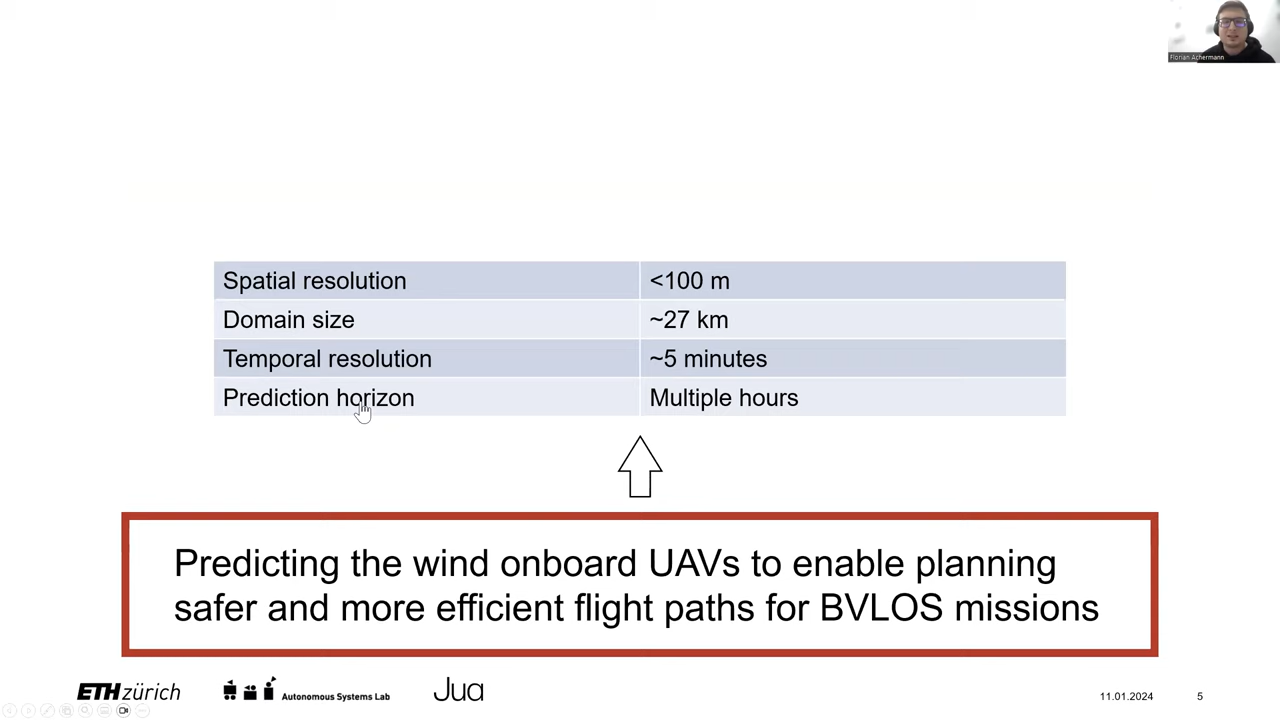 Florian Achermann
Spatial resolution <100 m
Domain size ~27 km
Temporal resolution ~5 minutes
Prediction horizon Multiple hours
Predicting the wind onboard UAVs to enable planning
safer and more efficient flight paths for BVLOS missions
ETH zürich Autonomous Systems Lab Jua 11.01.2024 5